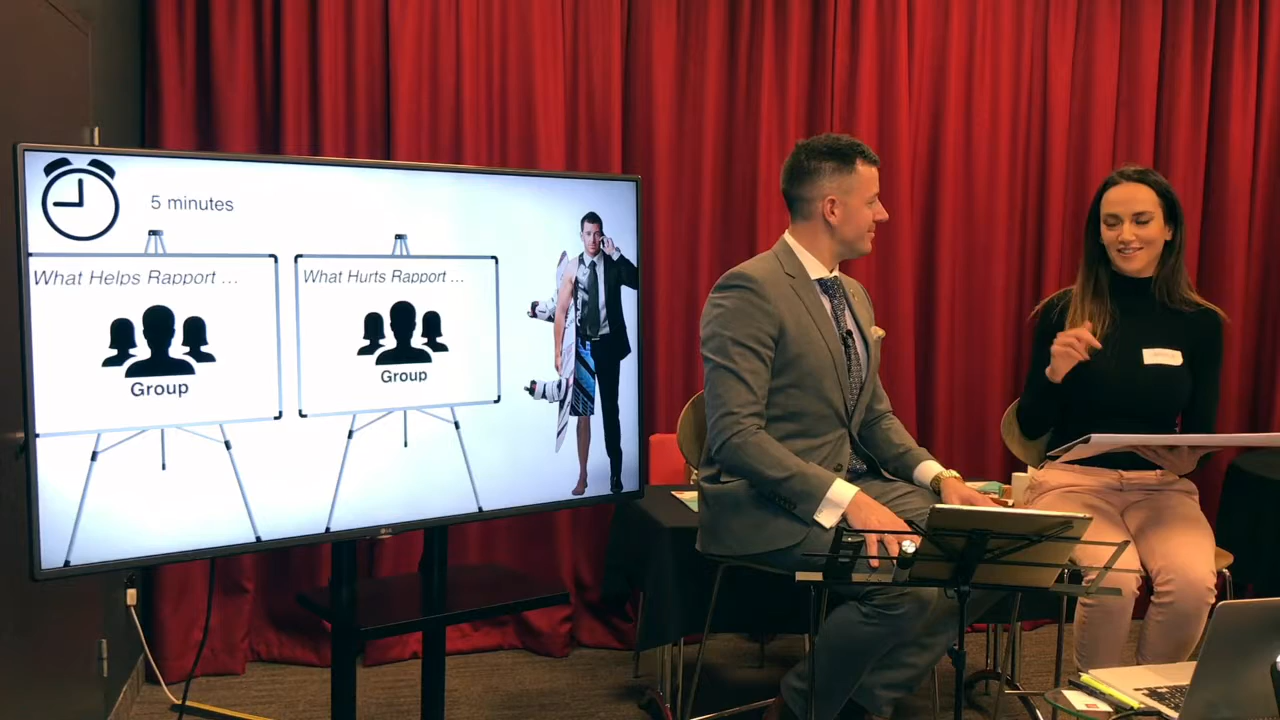 5 minutes
What Helps Rapport ...
Group
What Hurts Rapport ...
Group
LG